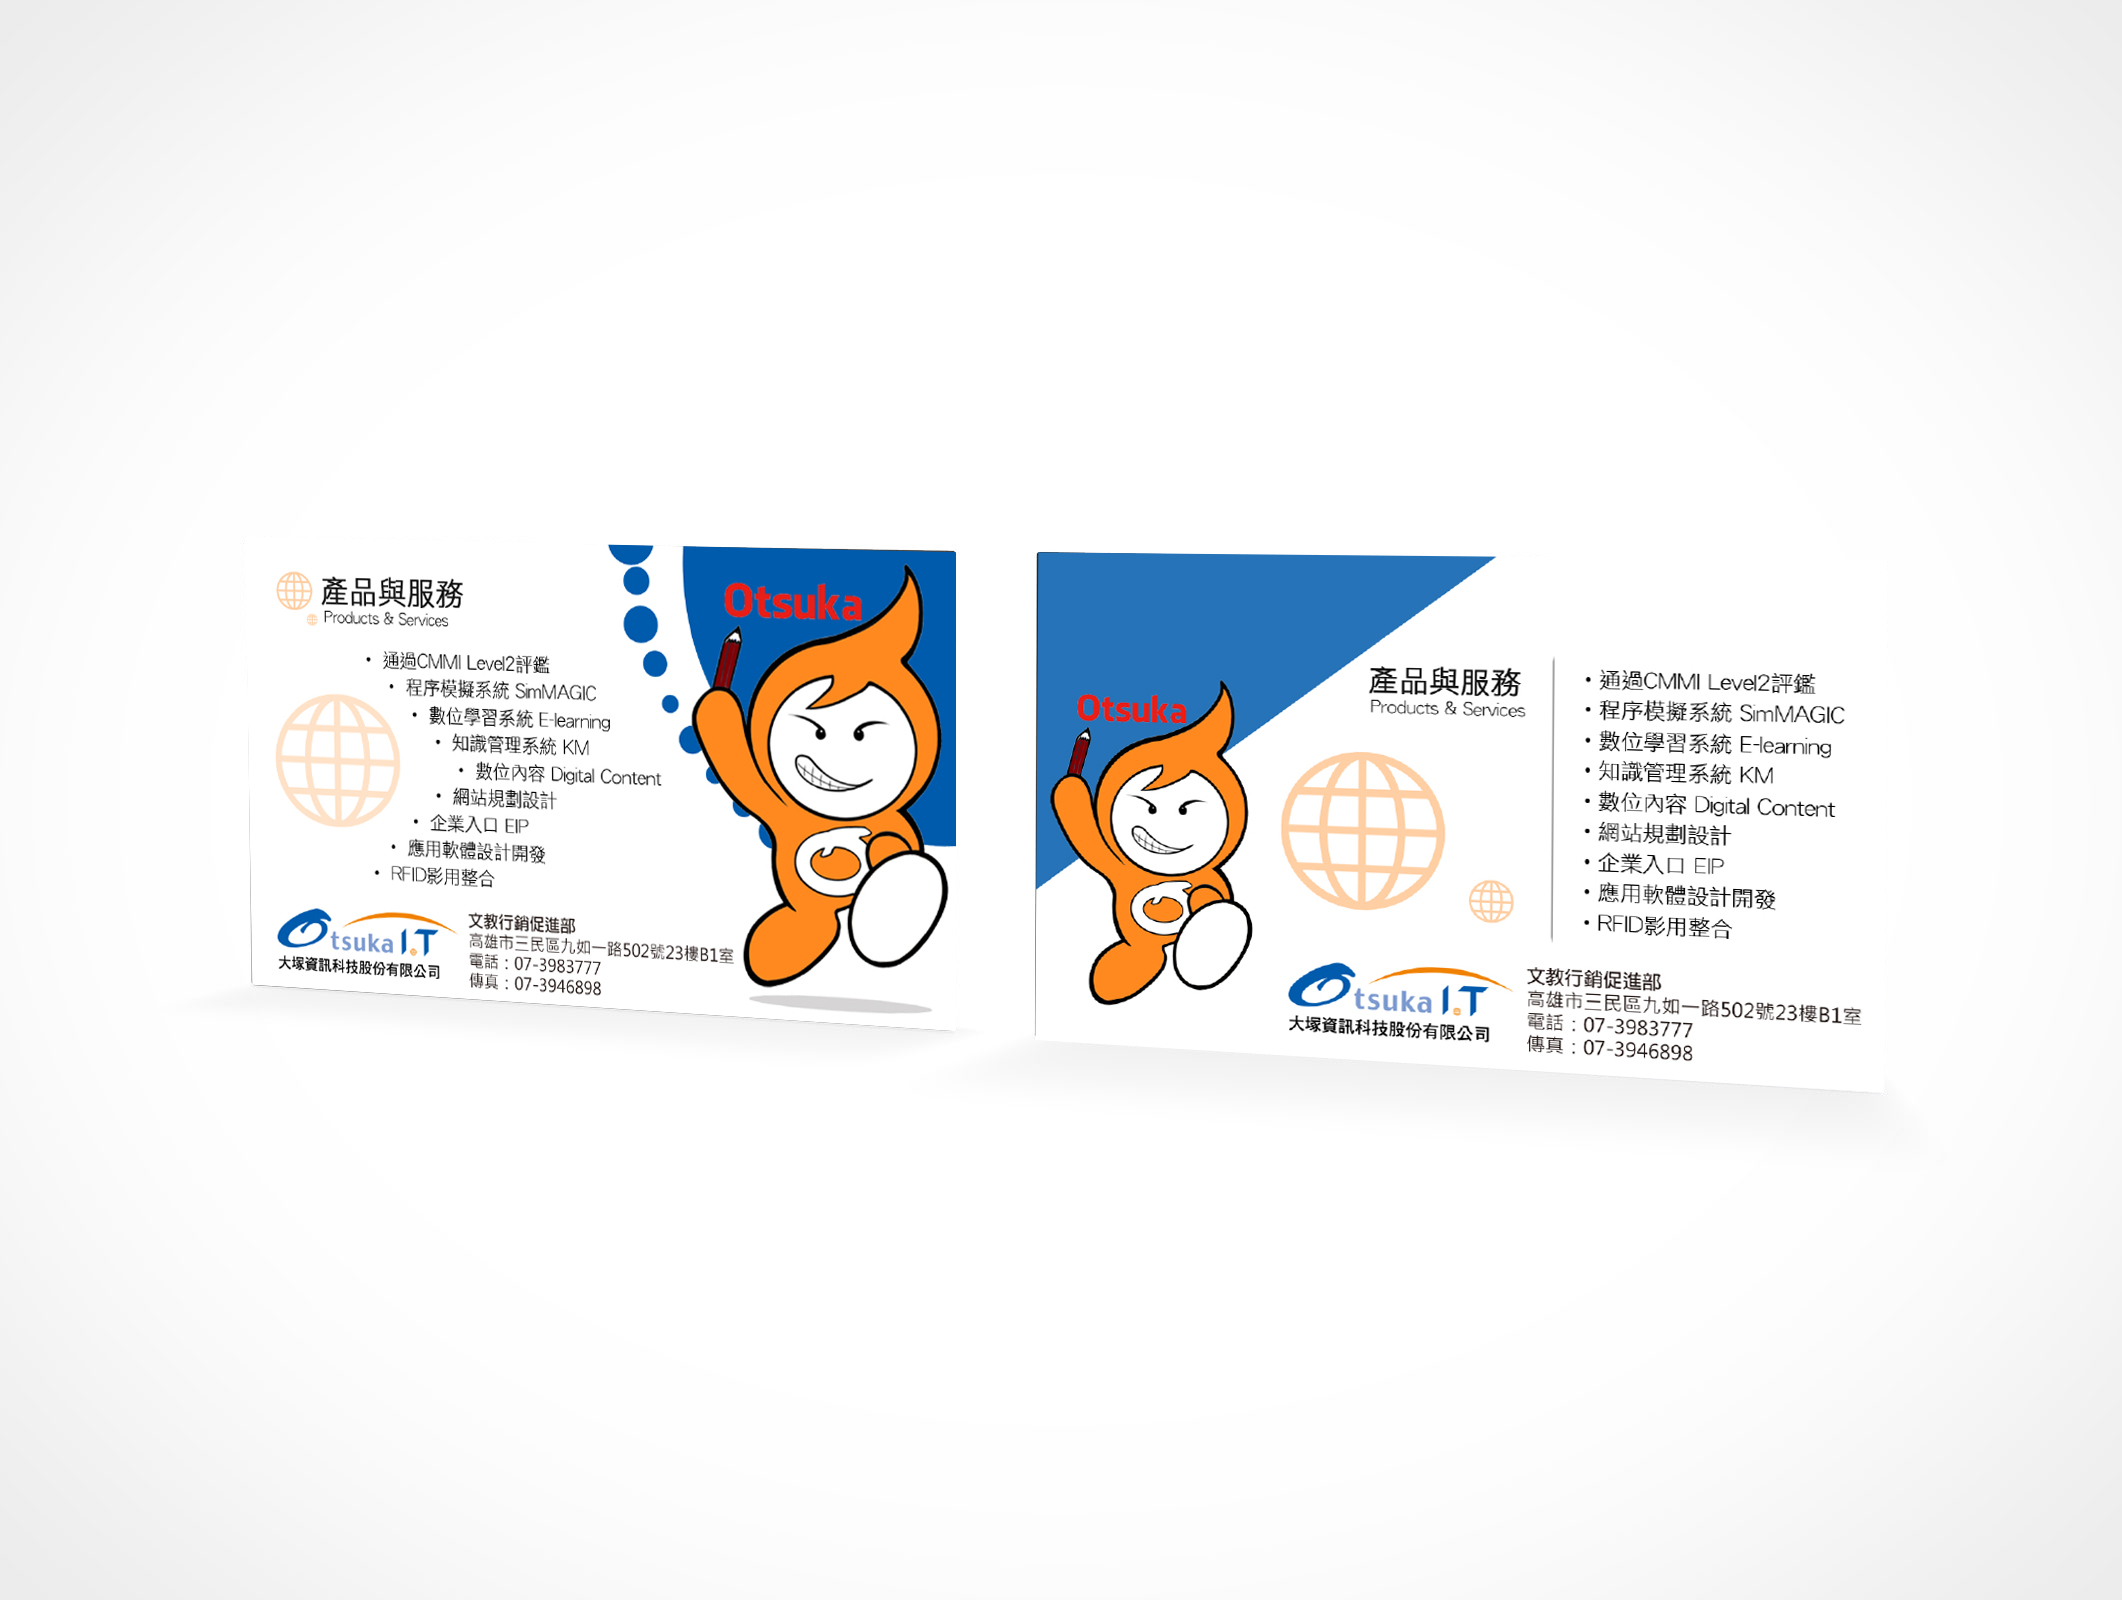 產品與服務
Products & Services
• 通過CMMI Level2評鑑
• 程序模擬系統 SimMAGIC
• 數位學習系統 E-learning
• 知識管理系統 KM
• 數位內容 Digital Content
• 網站規劃設計
• 企業入口 EIP
• 應用軟體設計開發
• RFID影用整合
Otsuka
Otsuka I.T
大塚資訊科技股份有限公司
文教行銷促進部
高雄市三民區九如一路502號23樓B1室
電話：07-3983777
傳真：07-3946898
Otsuka
產品與服務
Products & Services
• 通過CMMI Level2評鑑
• 程序模擬系統 SimMAGIC
• 數位學習系統 E-learning
• 知識管理系統 KM
• 數位內容 Digital Content
• 網站規劃設計
• 企業入口 EIP
• 應用軟體設計開發
• RFID影用整合
Otsuka I.T
大塚資訊科技股份有限公司
文教行銷促進部
高雄市三民區九如一路502號23樓B1室
電話：07-3983777
傳真：07-3946898